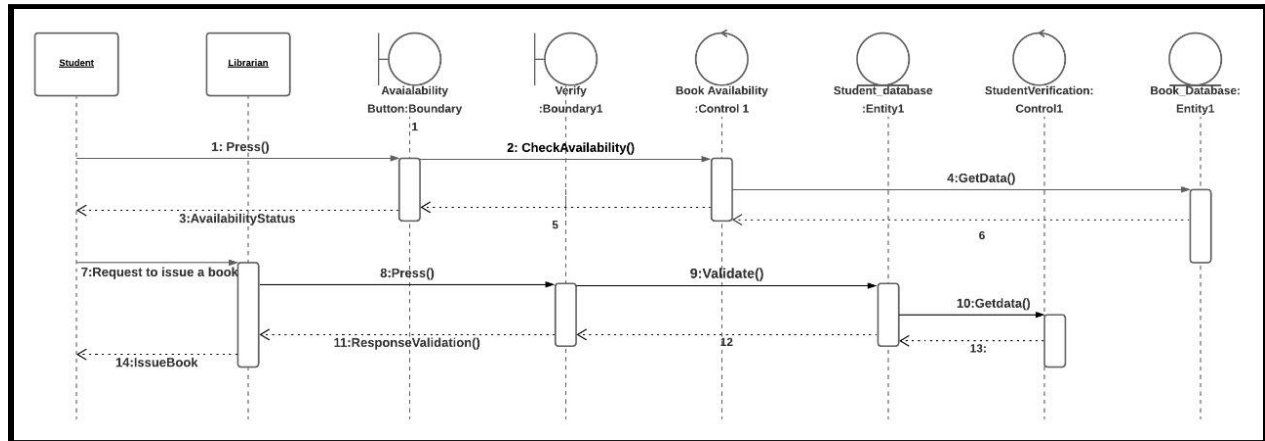 Student
Librarian
Avaialability
Button:Boundary
1
Verify
:Boundary1
Book Availability
:Control 1
Student_database
:Entity1
StudentVerification:
Control1
Book_Database:
Entity1
1: Press()
2: CheckAvailability()
4:GetData()
3:AvailabilityStatus
5
6
7:Request to issue a book
8:Press()
9:Validate()
10:Getdata()
11:ResponseValidation()
12
13:
14:IssueBook